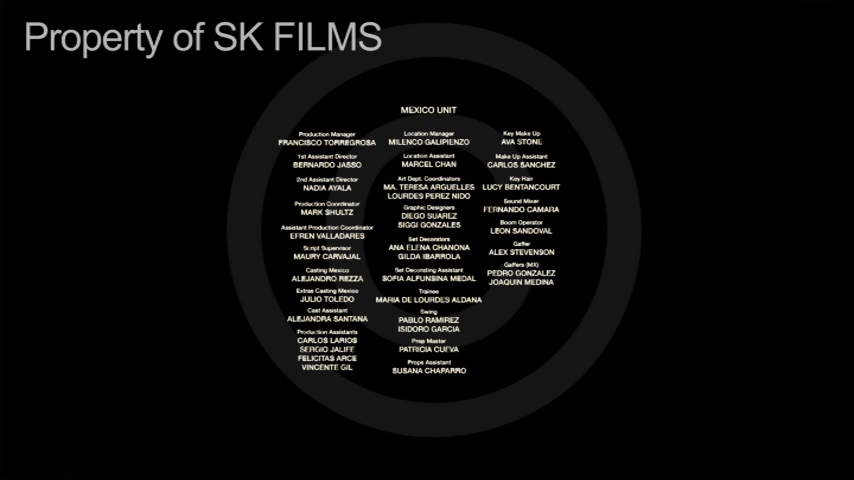 Property of SK FILMS
MEXICO UNIT
Production Manager
FRANCISCO TORREGROSA
1st Assistant Director
BERNARDO JASSO
2nd Assistant Director
NADIA AYALA
Production Coordinator
MARK SHULTZ
Assistant Production Coordinator
EFREN VALLADARES
Script Supervisor
MAURY CARVAJAL
Casting Mexico
ALEJANDRO REZZA
Extras Casting Mexico
JULIO TOLEDO
Cast Assistant
ALEJANDRA SANTANA
Production Assistants
CARLOS LARIOS
SERGIO JALIFE
FELICITAS ARCE
VINCENTE GIL
Location Manager
MILENCO GALIPIENZO
Location Assistant
MARCEL CHAN
Art Dept. Coordinators
MA. TERESA ARGUELLES
LOURDES PEREZ NIDO
Graphic Designers
DIEGO SUAREZ
SIGGI GONZALES
Set Decorators
ANA ELENA CHANONA
GILDA IBARROLA
Set Decorating Assistant
SOFIA ALFUNSINA MEDAL
Trainee
MARIA DE LOURDES ALDANA
Swing
PABLO RAMIREZ
ISIDORO GARCIA
Prop Master
PATRICIA CUEVA
Props Assistant
SUSANA CHAPARRO
Key Make Up
AVA STONE
Make Up Assistant
CARLOS SANCHEZ
Key Hair
LUCY BENTANCOURT
Sound Mixer
FERNANDO CAMARA
Boom Operator
LEON SANDOVAL
Gaffer
ALEX STEVENSON
Gaffers (MX)
PEDRO GONZALEZ
JOAQUIN MEDINA